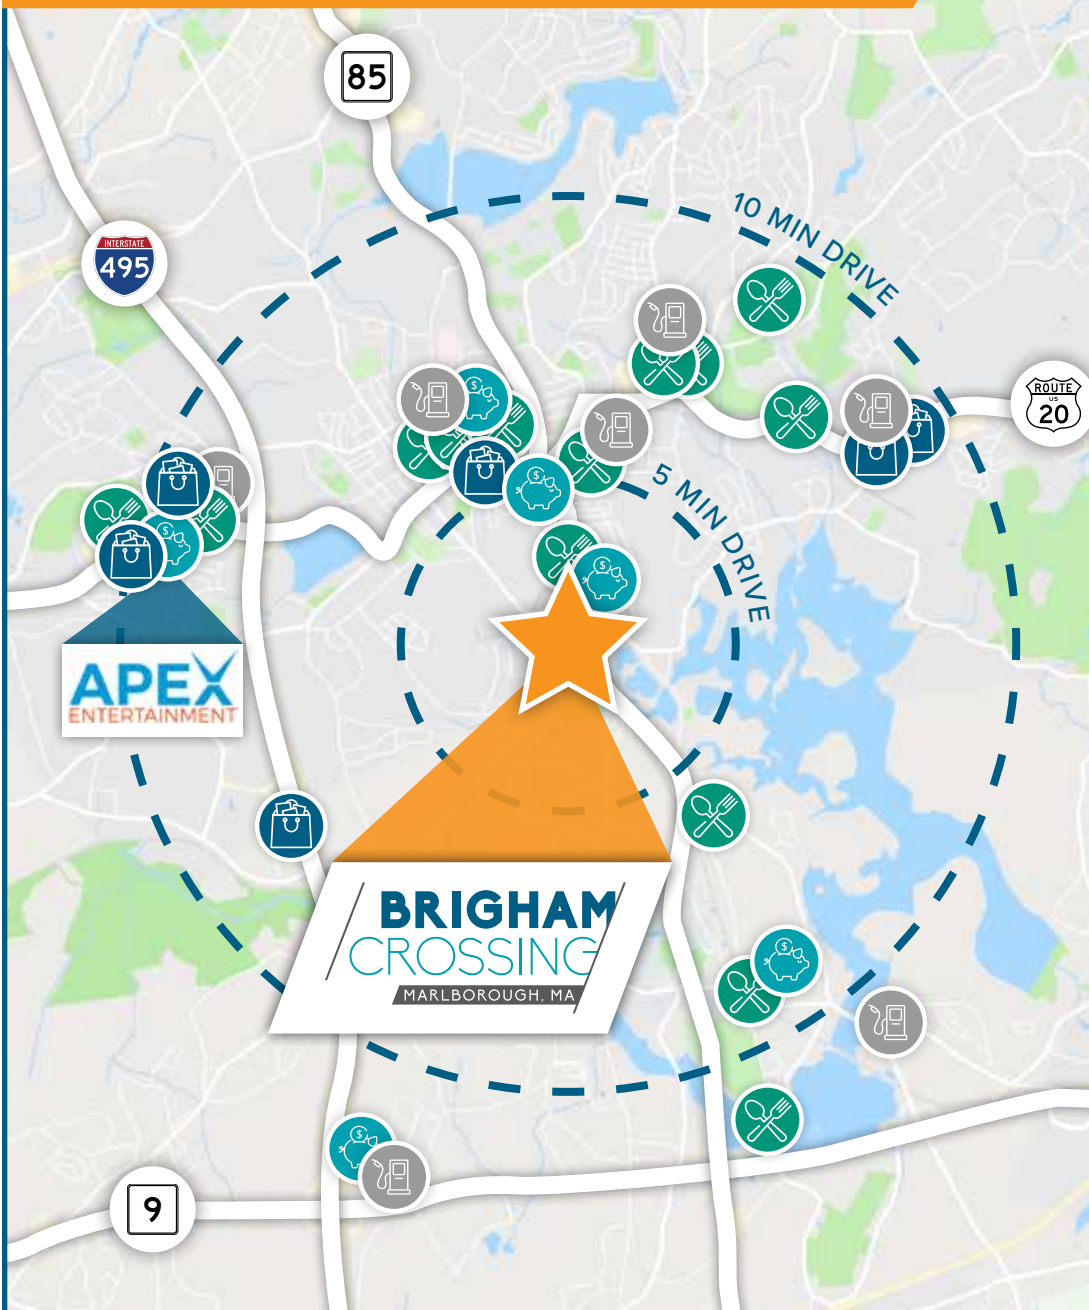 85
10 MIN DRIVE
INTERSTATE
495
ROUTE
US
20
5 MIN DRIVE
APEX
ENTERTAINMENT
BRIGHAM
CROSSING
MARLBOROUGH, MA
9